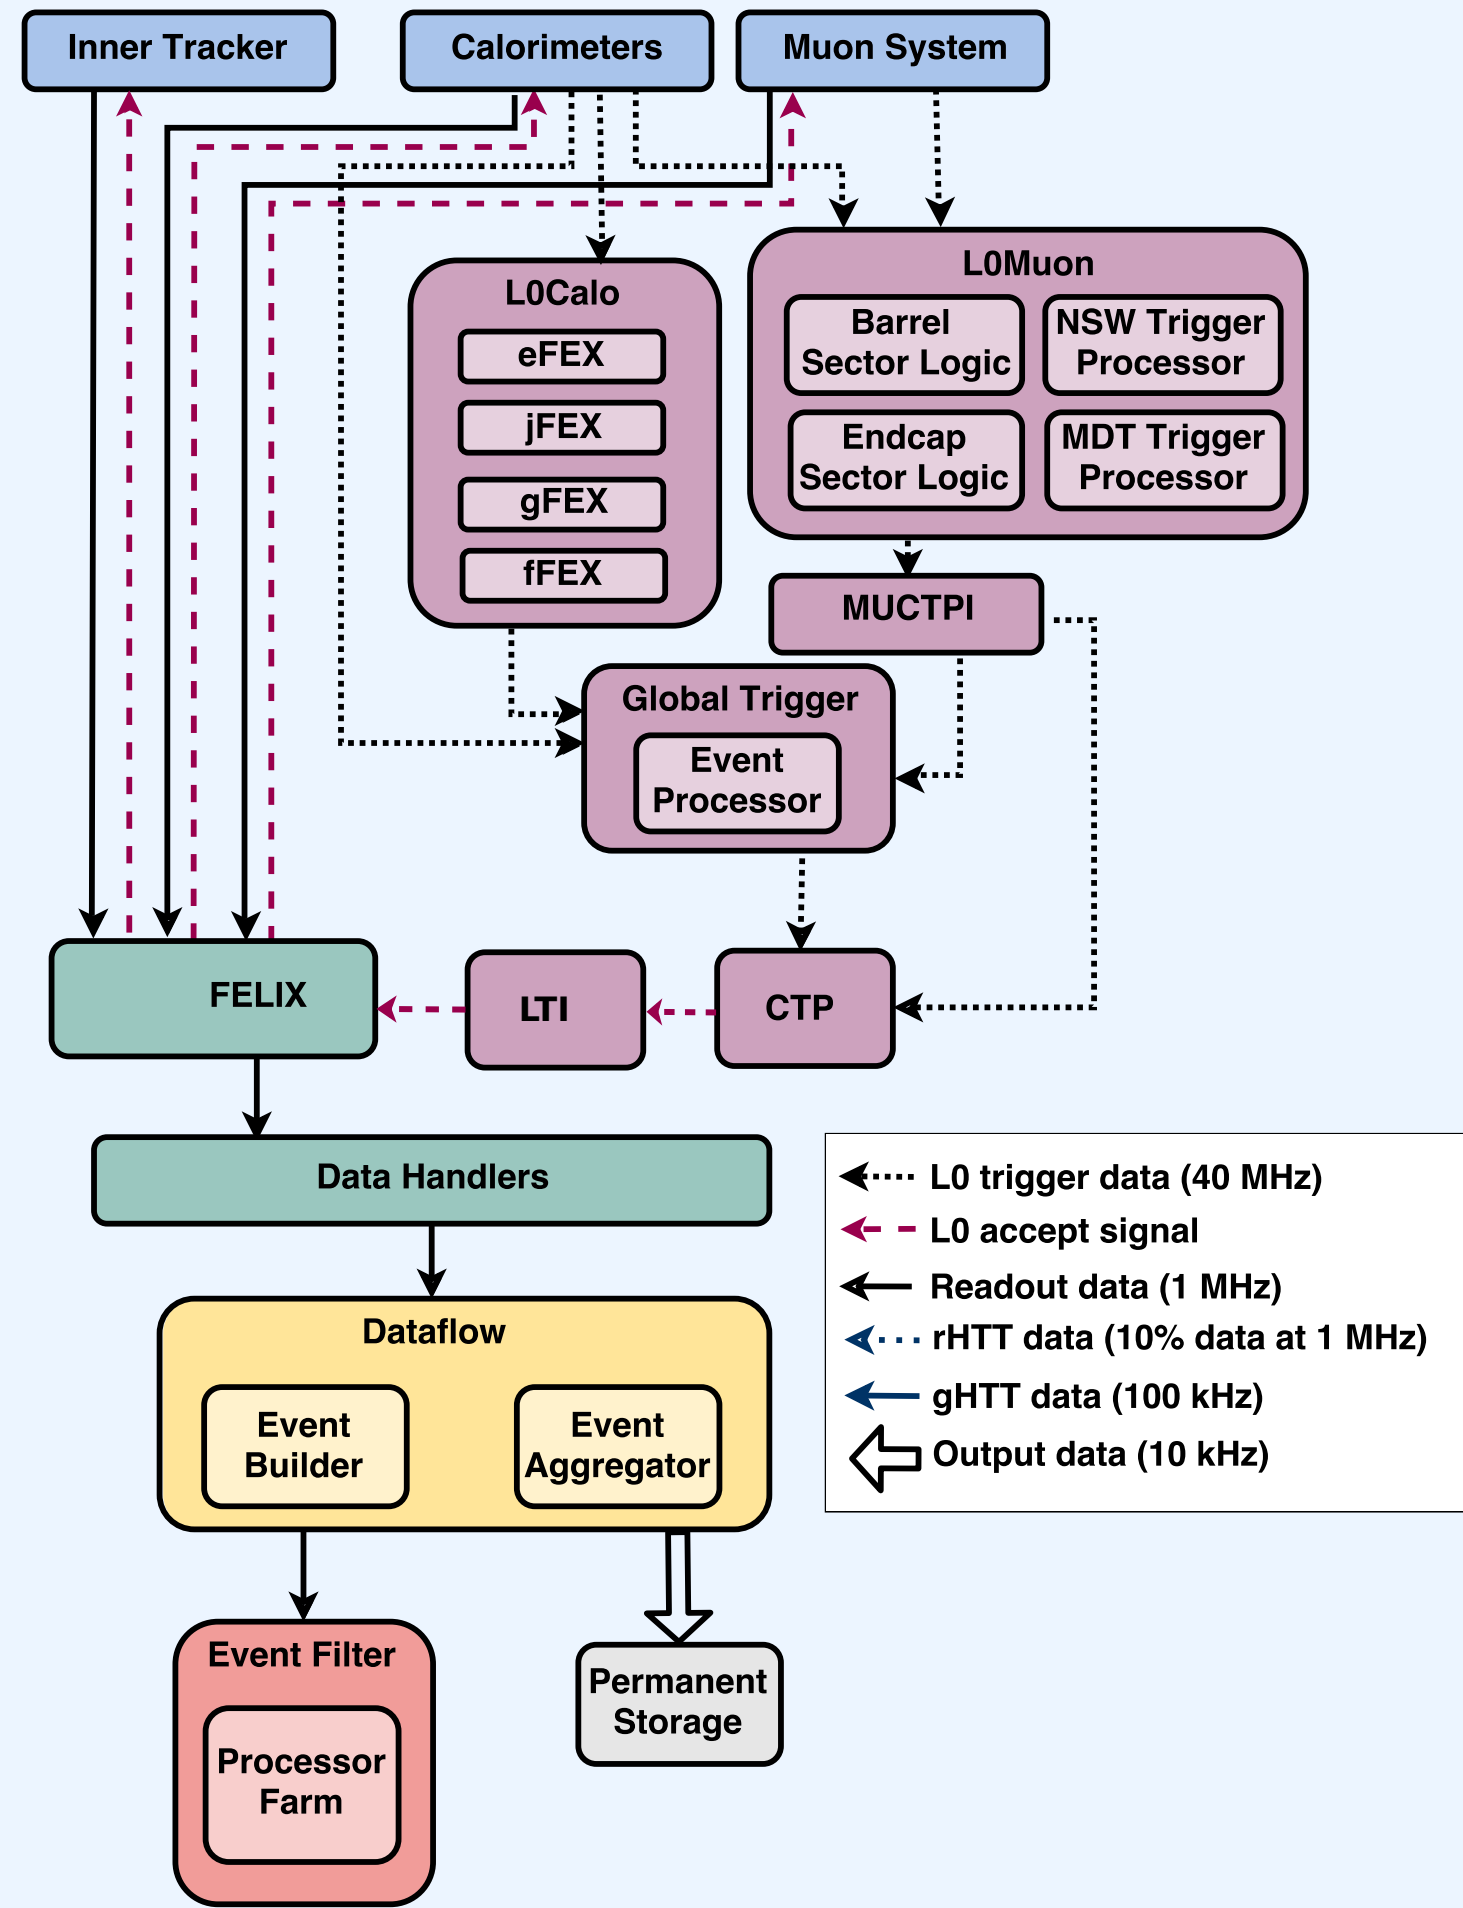 Inner Tracker
Calorimeters
Muon System
L0Calo
eFEX
jFEX
gFEX
fFEX
L0Muon
Barrel
Sector Logic
NSW Trigger
Processor
Endcap
Sector Logic
MDT Trigger
Processor
MUCTPI
Global Trigger
Event
Processor
FELIX
LTI
CTP
Data Handlers
Dataflow
Event
Builder
Event
Aggregator
Event Filter
Processor
Farm
Permanent
Storage
L0 trigger data (40 MHz)
L0 accept signal
Readout data (1 MHz)
rHTT data (10% data at 1 MHz)
gHTT data (100 kHz)
Output data (10 kHz)